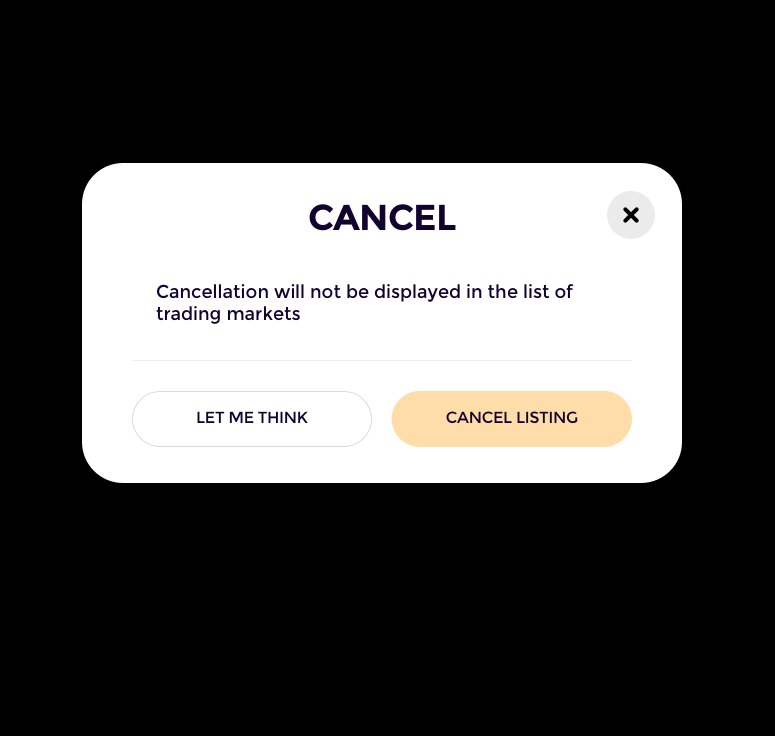 CANCEL
Cancellation will not be displayed in the list of
trading markets
LET ME THINK
CANCEL LISTING